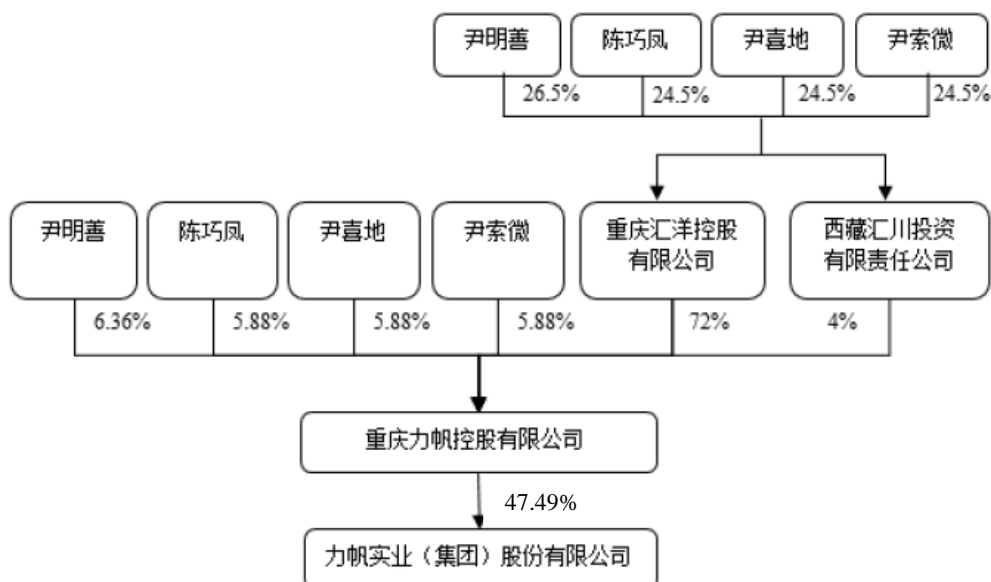 尹明善
陈巧凤
尹喜地
尹索微
26.5%
24.5%
24.5%
24.5%
尹明善
陈巧凤
尹喜地
尹索微
重庆汇洋控股
有限公司
西藏汇川投资
有限责任公司
6.36%
5.88%
5.88%
5.88%
72%
4%
重庆力帆控股有限公司
47.49%
力帆实业（集团）股份有限公司